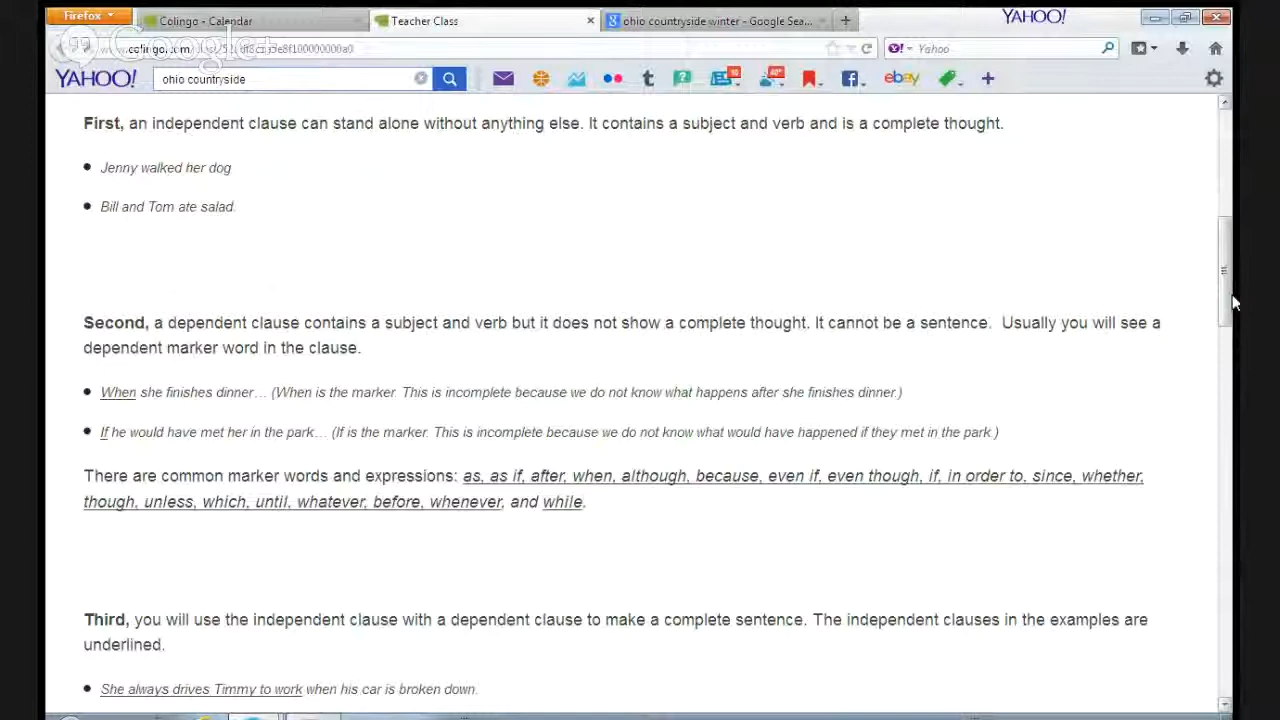 Firefox
Colingo - Calendar
Teacher Class
ohio countryside winter - Google Sea...
YAHOO!
Google+
www.colingo.com
Yahoo
YAHOO!
ohio countryside
t
ebay
First, an independent clause can stand alone without anything else. It contains a subject and verb and is a complete thought.
Jenny walked her dog
Bill and Tom ate salad.
Second, a dependent clause contains a subject and verb but it does not show a complete thought. It cannot be a sentence. Usually you will see a
dependent marker word in the clause.
When she finishes dinner… (When is the marker. This is incomplete because we do not know what happens after she finishes dinner.)
If he would have met her in the park… (If is the marker. This is incomplete because we do not know what would have happened if they met in the park.)
There are common marker words and expressions: as, as if, after, when, although, because, even if, even though, if, in order to, since, whether,
though, unless, which, until, whatever, before, whenever, and while.
Third, you will use the independent clause with a dependent clause to make a complete sentence. The independent clauses in the examples are
underlined.
She always drives Timmy to work when his car is broken down.